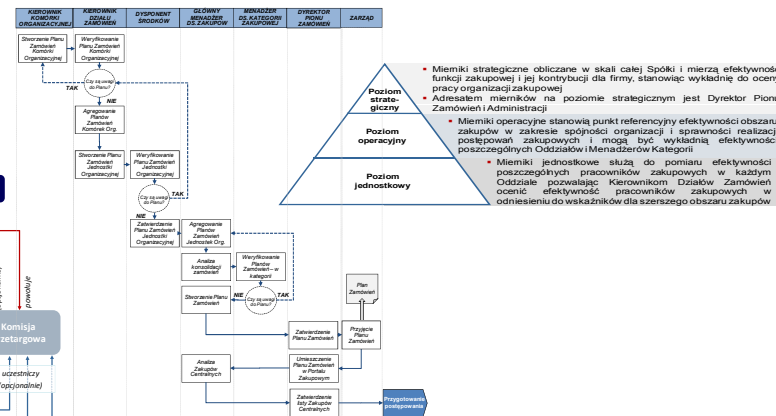 KIEROWNIK
KOMÓRKI
ORGANIZACYJNEJ
KIEROWNIK
DZIAŁU
ZAMÓWIEŃ
DYSPONENT
ŚRODKÓW
GŁÓWNY
MENADŻER
DS. ZAKUPÓW
MENADŻER
DS. KATEGORII
ZAKUPOWEJ
DYREKTOR
PIONU
ZAMÓWIEŃ
ZARZĄD
Stworzenie Planu
Zamówień
Komórki
Organizacyjnej
Weryfikowanie
Planu Zamówień
Komórki
Organizacyjnej
Czy są uwagi
do Planu?
TAK
NIE
Agregowanie
Planów
Zamówień
Komórek Org.
Stworzenie Planu
Zamówień
Jednostki
Organizacyjnej
Weryfikowanie
Planu Zamówień
Jednostki
Organizacyjnej
Czy są uwagi
do Planu?
TAK
NIE
Zatwierdzenie
Planu Zamówień
Jednostki
Organizacyjnej
Agregowanie
Planów
Zamówień
Jednostek Org.
Analiza
konsolidacji
zamówień
Weryfikowanie
Planów
Zamówień – w
kategorii
Stworzenie Planu
Zamówień
NIE
Czy są uwagi
do Planu?
TAK
Plan
Zamówień
Zatwierdzenie
Planu Zamówień
Przyjęcie
Planu
Zamówień
Analiza
Zakupów
Centralnych
Umieszczenie
Planu Zamówień
w Portalu
Zakupowym
Zatwierdzenie
listy Zakupów
Centralnych
Przygotowanie
postępowania
Poziom
strate-
giczny
Poziom
operacyjny
Poziom
jednostkowy
• Mierniki strategiczne obliczane w skali całej Spółki i mierzą efektywność
funkcji zakupowej i jej kontrybucji dla firmy, stanowiąc wykładnię do oceny
pracy organizacji zakupowej
• Adresatem mierników na poziomie strategicznym jest Dyrektor Pionu
Zamówień i Administracji
• Mierniki operacyjne stanowią punkt referencyjny efektywności obszaru
zakupów w zakresie spójności organizacji i sprawności realizacji
postępowań zakupowych i mogą być wykładnią efektywności
poszczególnych Oddziałów i Menadżerów Kategorii
• Mierniki jednostkowe służą do pomiaru efektywności
poszczególnych pracowników zakupowych w każdym
Oddziale pozwalając Kierownikom Działów Zamówień
ocenić efektywność pracowników zakupowych w
odniesieniu do wskaźników dla szerszego obszaru zakupów
powołuje
Komisja
zetargowa
uczestniczy
opcjonalnie)